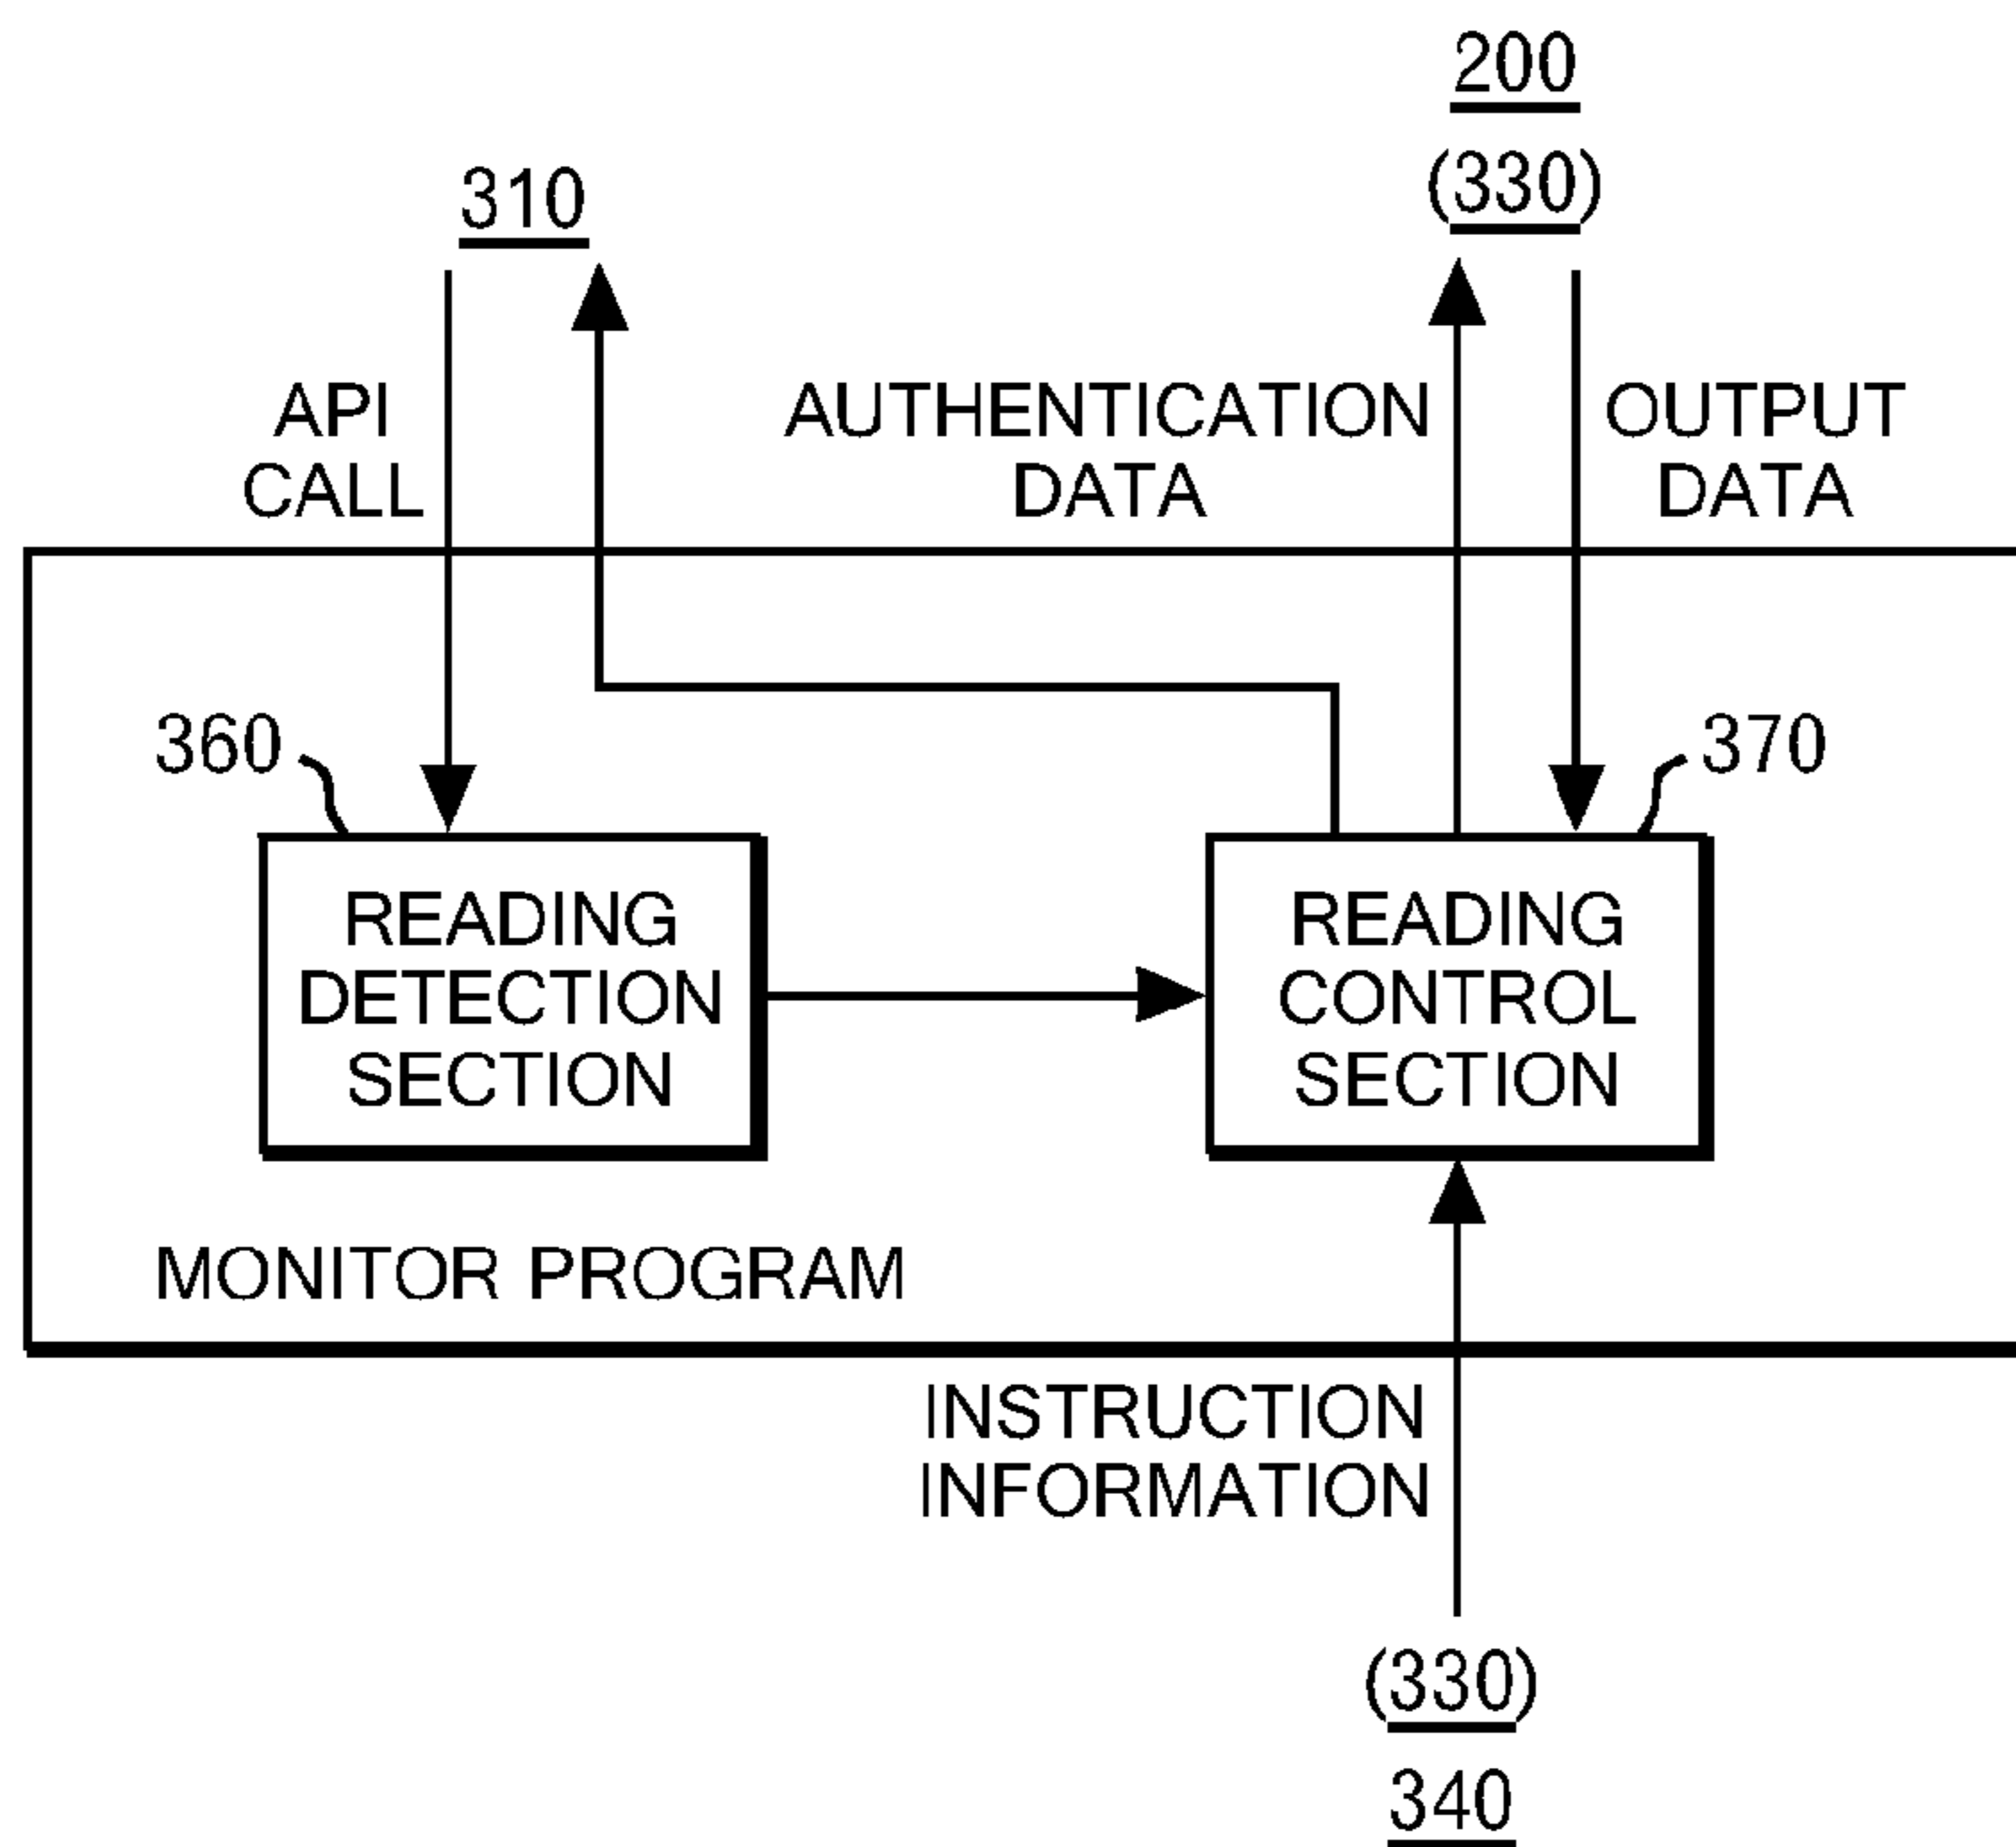 200
(330)
310
API
CALL
AUTHENTICATION
DATA
OUTPUT
DATA
360
370
READING
DETECTION
SECTION
READING
CONTROL
SECTION
MONITOR PROGRAM
INSTRUCTION
INFORMATION
(330)
340